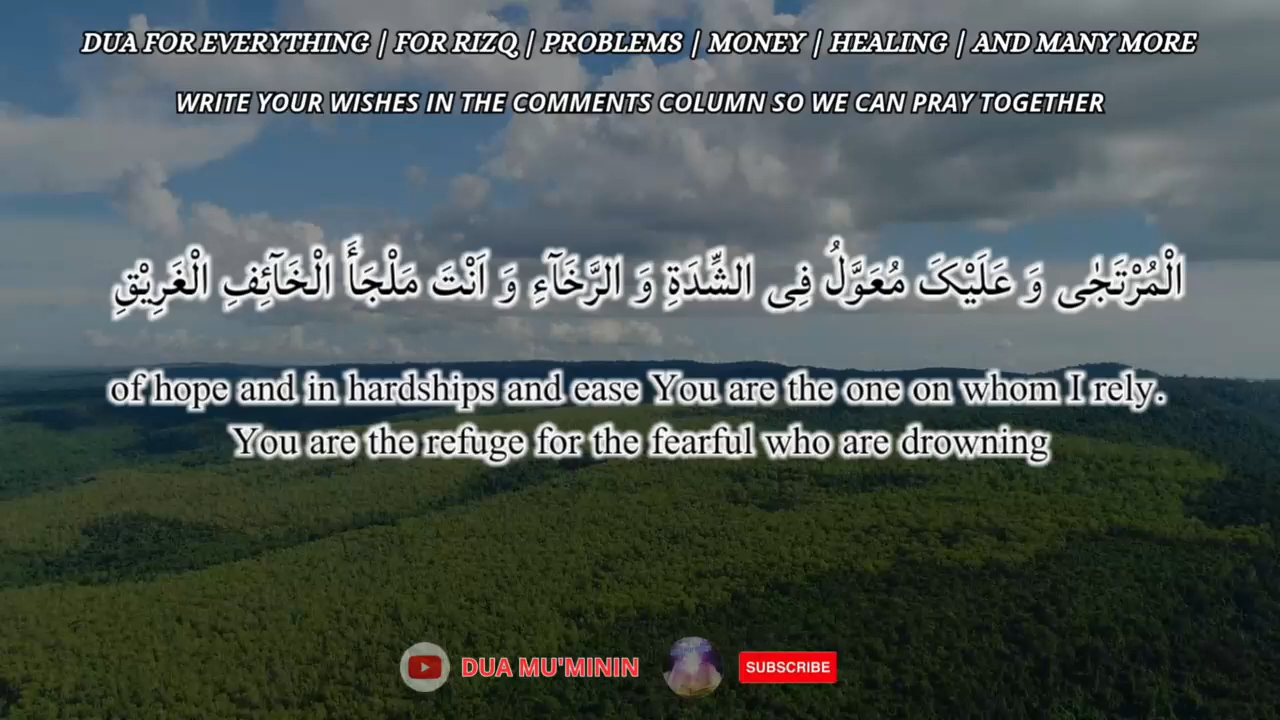 DUA FOR EVERYTHING | FOR RIZQ | PROBLEMS | MONEY | HEALING | AND MANY MORE
WRITE YOUR WISHES IN THE COMMENTS COLUMN SO WE CAN PRAY TOGETHER
الْمُرْتَجٰى وَ عَلَيْکَ مُعَوَّلُ فِى الشِّدَةِ وَ الرَّخَآءِ وَ اَنْتَ مَلْجَأَ الْخَآئِفِ الْغَرِيْقِ
of hope and in hardships and ease You are the one on whom I rely.
You are the refuge for the fearful who are drowning
DUA MU'MININ SUBSCRIBE